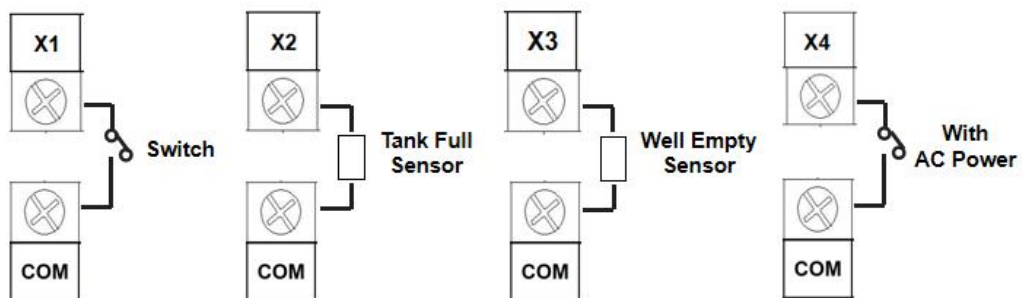 X1
X2
X3
X4
Switch
Tank Full
Sensor
Well Empty
Sensor
With
AC Power
COM
COM
COM
COM